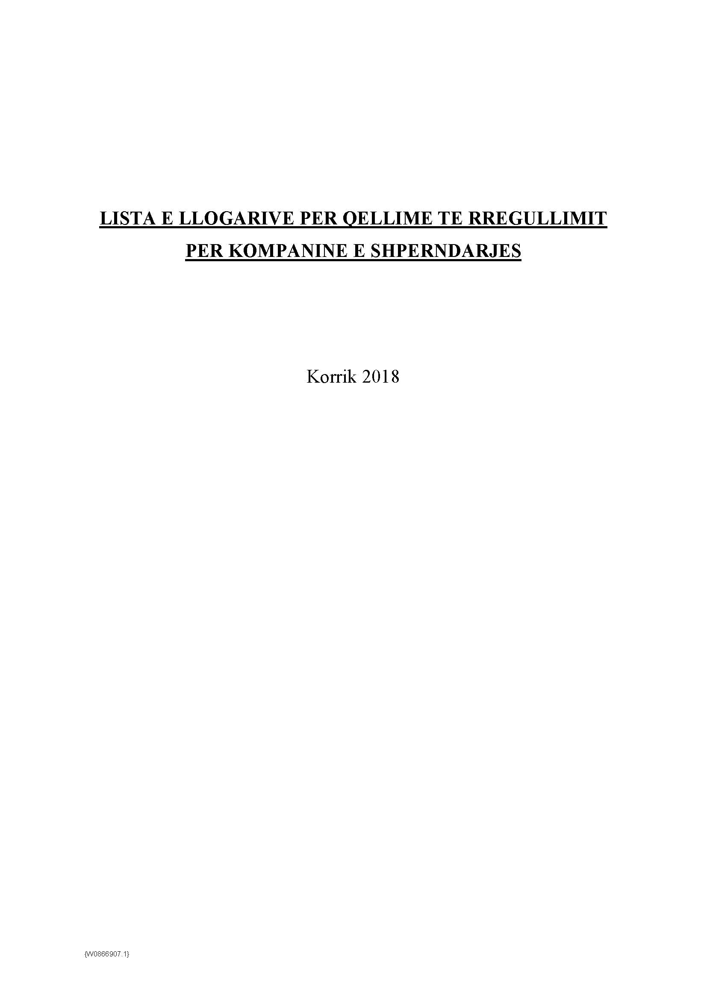 LISTA E LLOGARIVE PER QELLIME TE RREGULLIMIT
PER KOMPANINE E SHPERNDARJES
Korrik 2018
{W0866907.1}